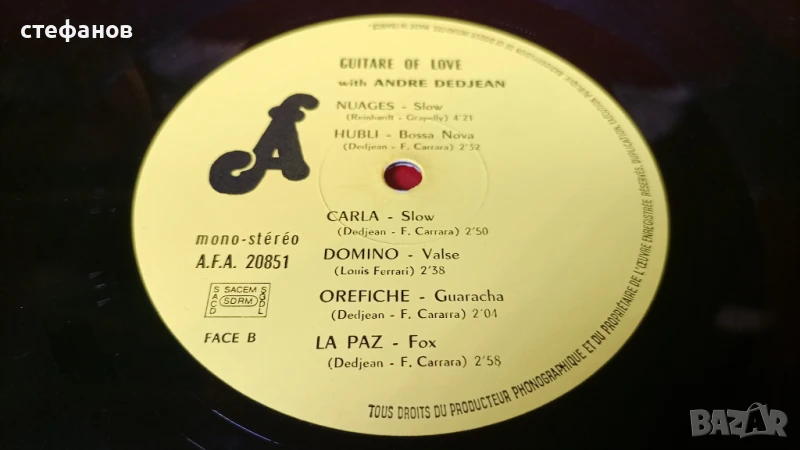 стефанов
GUITARE OF LOVE
with ANDRE DEDJEAN
NUAGES - Slow
(Reinhardt - Grapelly) 4'21
HUBLI - Bossa Nova
(Dedjean - F. Carrara) 2'32
CARLA - Slow
(Dedjean - F. Carrara) 2'50
mono-stéréo
DOMINO - Valse
A.F.A. 20851
(Louis Ferrari) 2'38
SACEM
SACD SDRM SGDL
OREFICHE - Guaracha
(Dedjean - F. Cararra) 2'04
FACE B
LA PAZ - Fox
(Dedjean - F. Carrara) 2'58
TOUS DROITS DU PRODUCTEUR PHONOGRAPHIQUE ET DU PROPRIÉTAIRE DE L'ŒUVRE ENREGISTRÉE RÉSERVÉS, DUPLICATION, EXÉCUTION PUBLIQUE
BAZAR